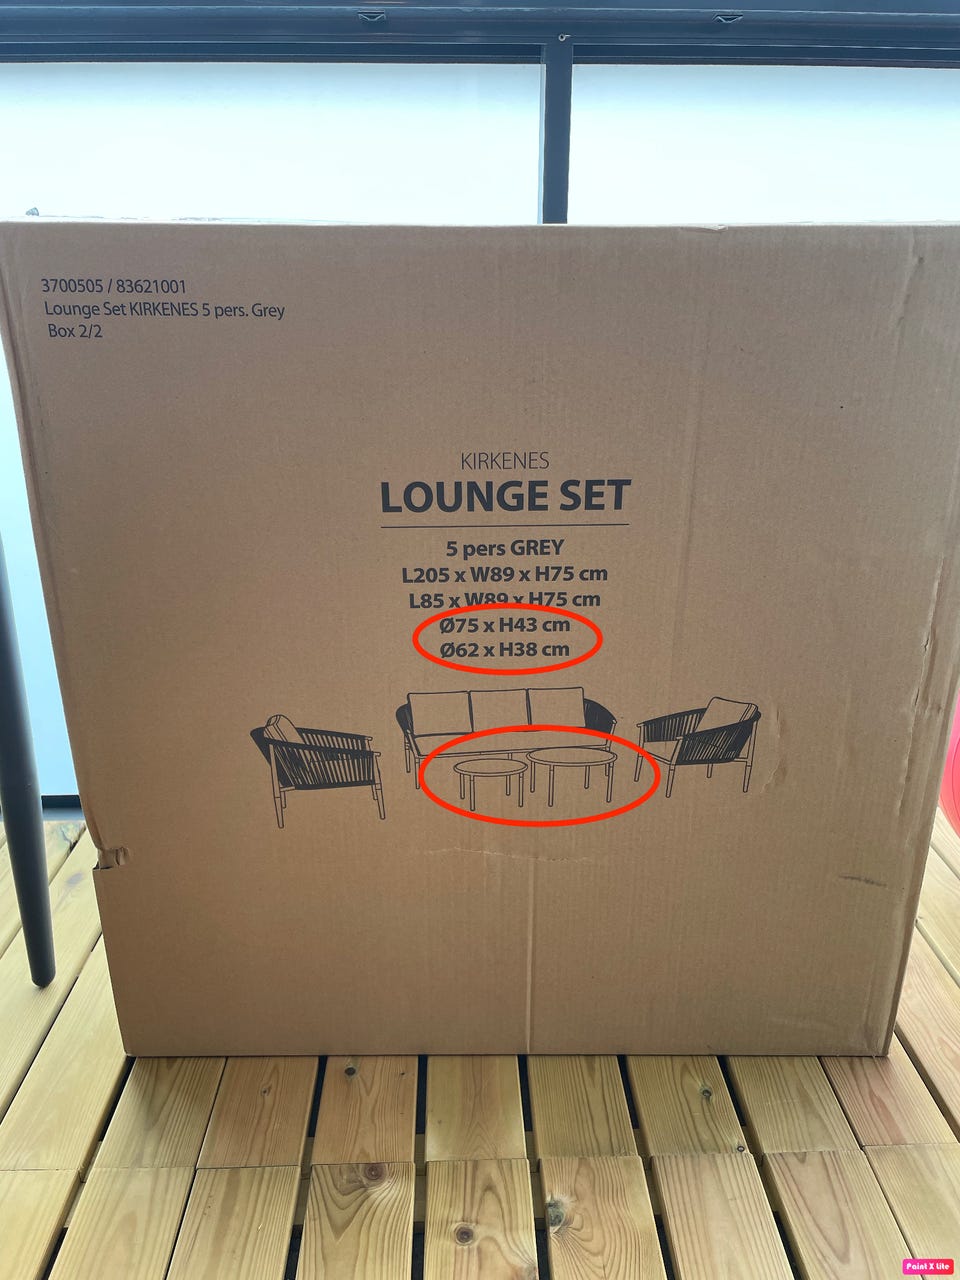 3700505 / 83621001
Lounge Set KIRKENES 5 pers. Grey
Box 2/2
KIRKENES
LOUNGE SET
5 pers GREY
L205 x W89 x H75 cm
L85 x W89 x H75 cm
Ø75 x H43 cm
Ø62 x H38 cm
Paint X Lite